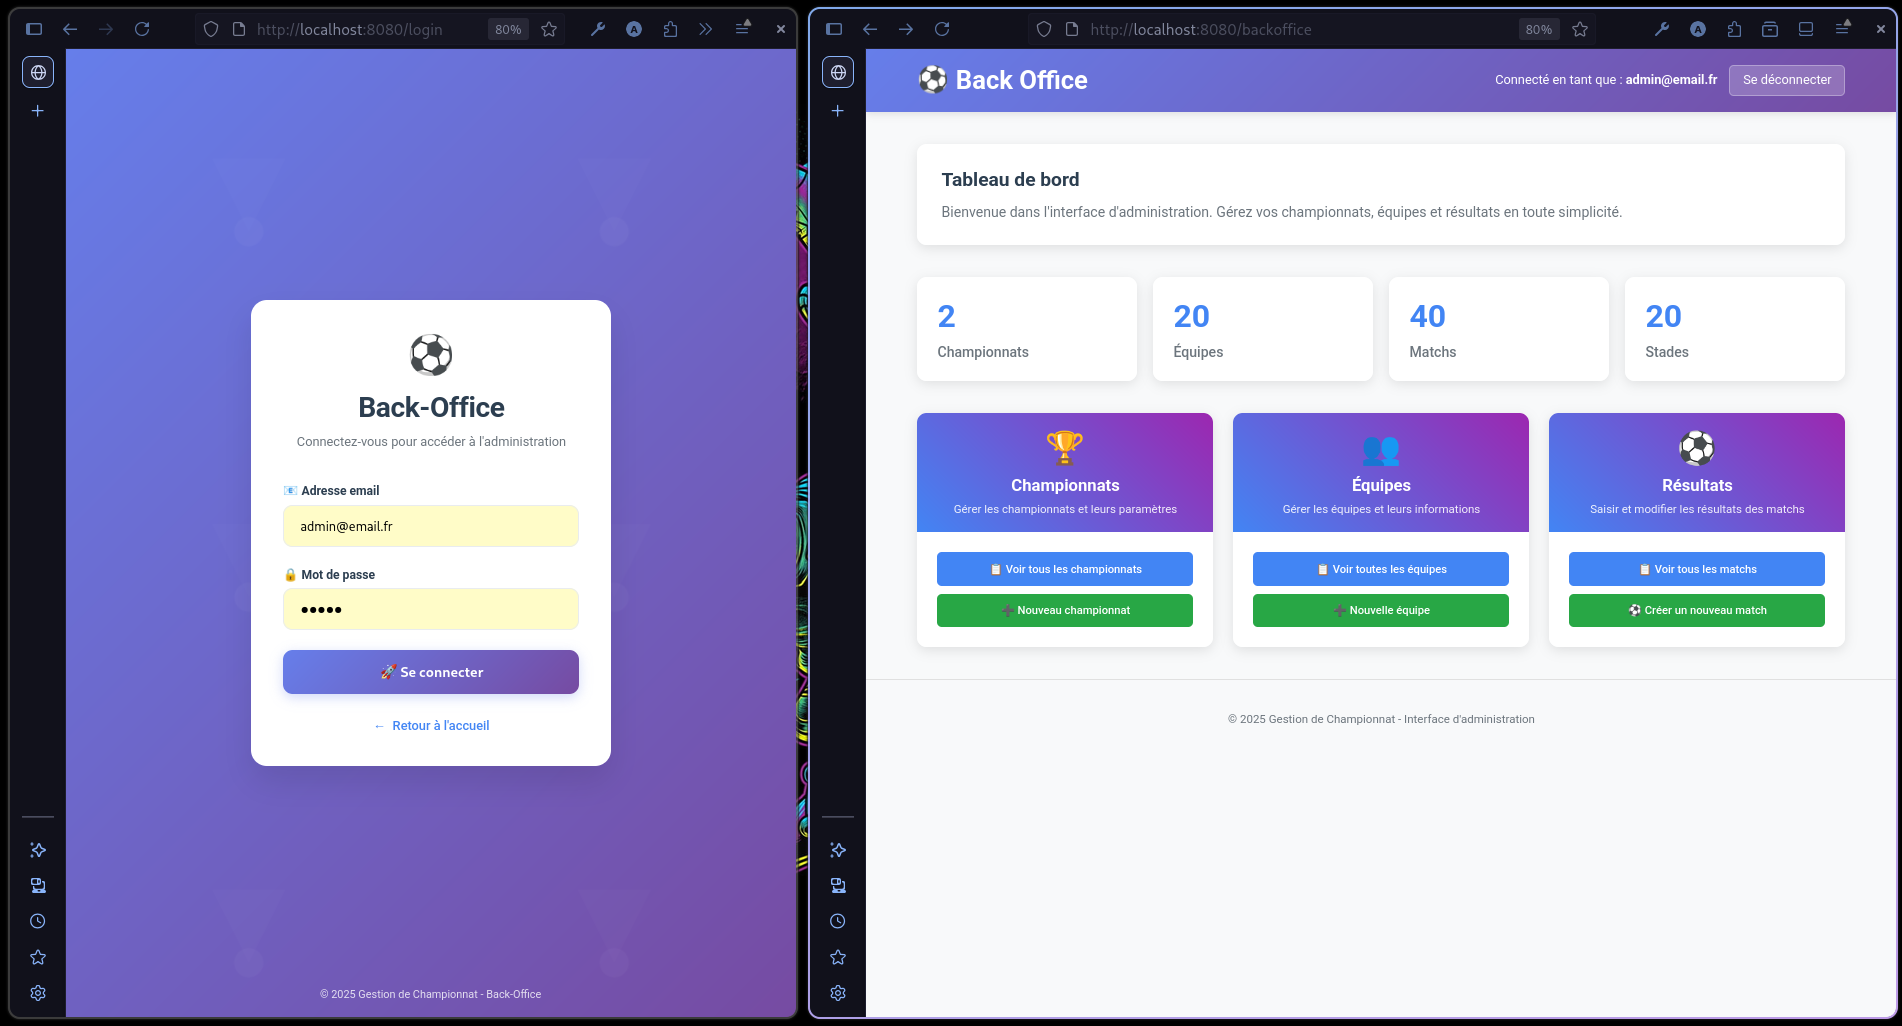 http://localhost:8080/login
80%
Back-Office
Connectez-vous pour accéder à l'administration
Adresse email
admin@email.fr
Mot de passe
●●●●●
Se connecter
← Retour à l'accueil
© 2025 Gestion de Championnat - Back-Office
http://localhost:8080/backoffice
80%
Back Office
Connecté en tant que : admin@email.fr
Se déconnecter
Tableau de bord
Bienvenue dans l'interface d'administration. Gérez vos championnats, équipes et résultats en toute simplicité.
2
Championnats
20
Équipes
40
Matchs
20
Stades
Championnats
Gérer les championnats et leurs paramètres
Voir tous les championnats
Nouveau championnat
Équipes
Gérer les équipes et leurs informations
Voir toutes les équipes
Nouvelle équipe
Résultats
Saisir et modifier les résultats des matchs
Voir tous les matchs
Créer un nouveau match
© 2025 Gestion de Championnat - Interface d'administration